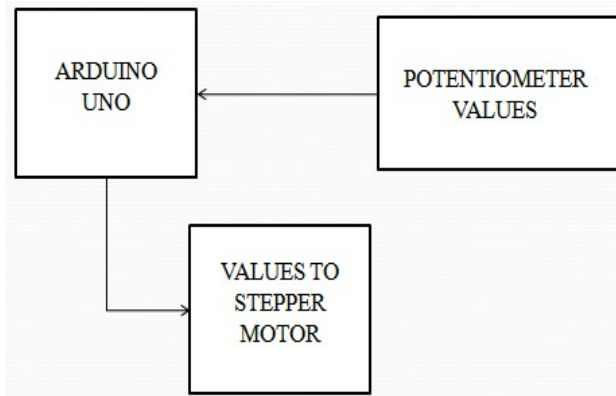 ARDUINO
UNO
POTENTIOMETER
VALUES
VALUES TO
STEPPER
MOTOR